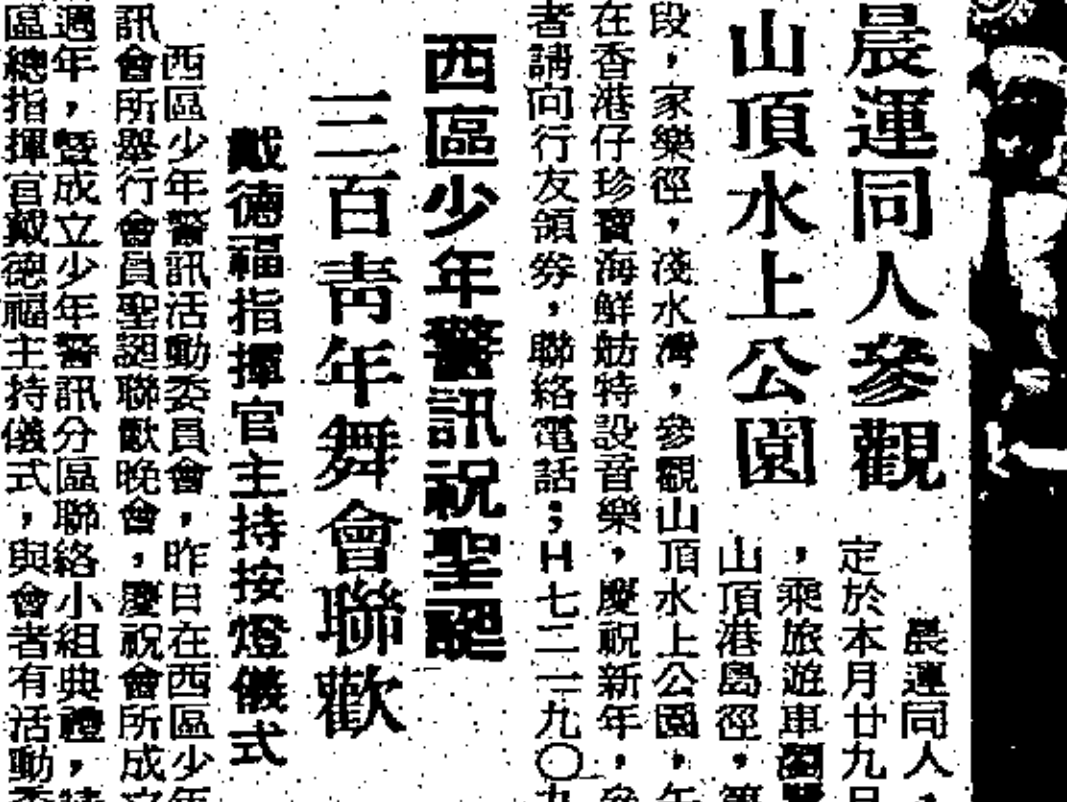 晨運同人參觀
山頂水上公園
晨運同人，
定於本月廿九日
，乘旅遊車瀏覽
山頂港島徑，第
段，家樂徑，淺水灣，參觀山頂水上公園，午
在香港仔珍寶海鮮舫特設音樂，慶祝新年，參
者請向行友領券，聯絡電話；H七二一九〇九
西區少年警訊祝聖誕
三百青年舞會聯歡
戴德福指揮官主持按燈儀式
西區少年警訊活動委員會，昨日在西區少年
訊會所舉行會員聖誕聯歡晚會，慶祝會所成立
週年，暨成立少年警訊分區聯絡小組典禮，請
區總指揮官戴德福主持儀式，與會者有活動委